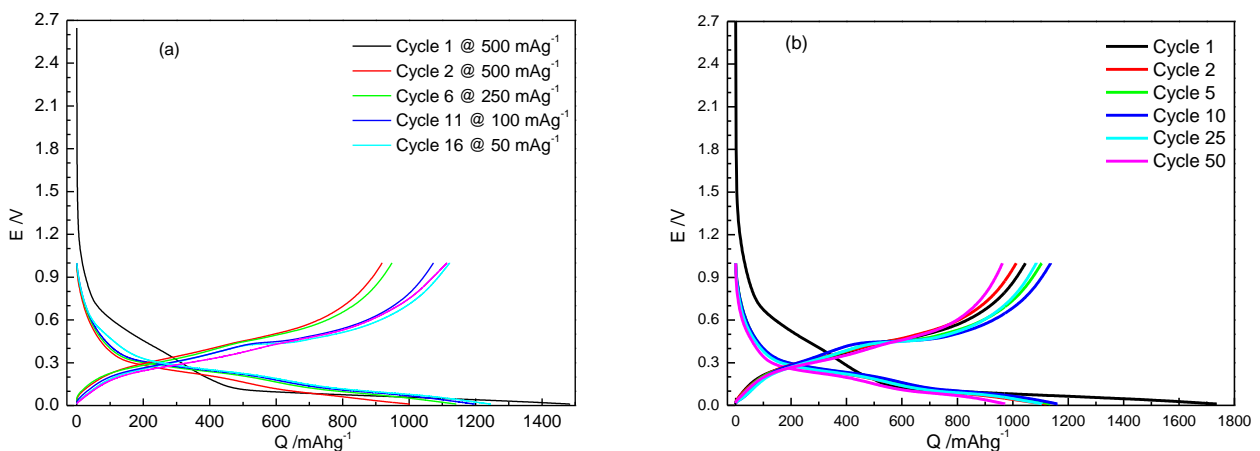 (a)
Cycle 1 @ 500 mAg⁻¹
Cycle 2 @ 500 mAg⁻¹
Cycle 6 @ 250 mAg⁻¹
Cycle 11 @ 100 mAg⁻¹
Cycle 16 @ 50 mAg⁻¹
2.7
2.4
2.1
1.8
1.5
1.2
0.9
0.6
0.3
0.0
E /V
0 200 400 600 800 1000 1200 1400
Q /mAhg⁻¹
(b)
Cycle 1
Cycle 2
Cycle 5
Cycle 10
Cycle 25
Cycle 50
2.7
2.4
2.1
1.8
1.5
1.2
0.9
0.6
0.3
0.0
E /V
0 200 400 600 800 1000 1200 1400 1600 1800
Q /mAhg⁻¹